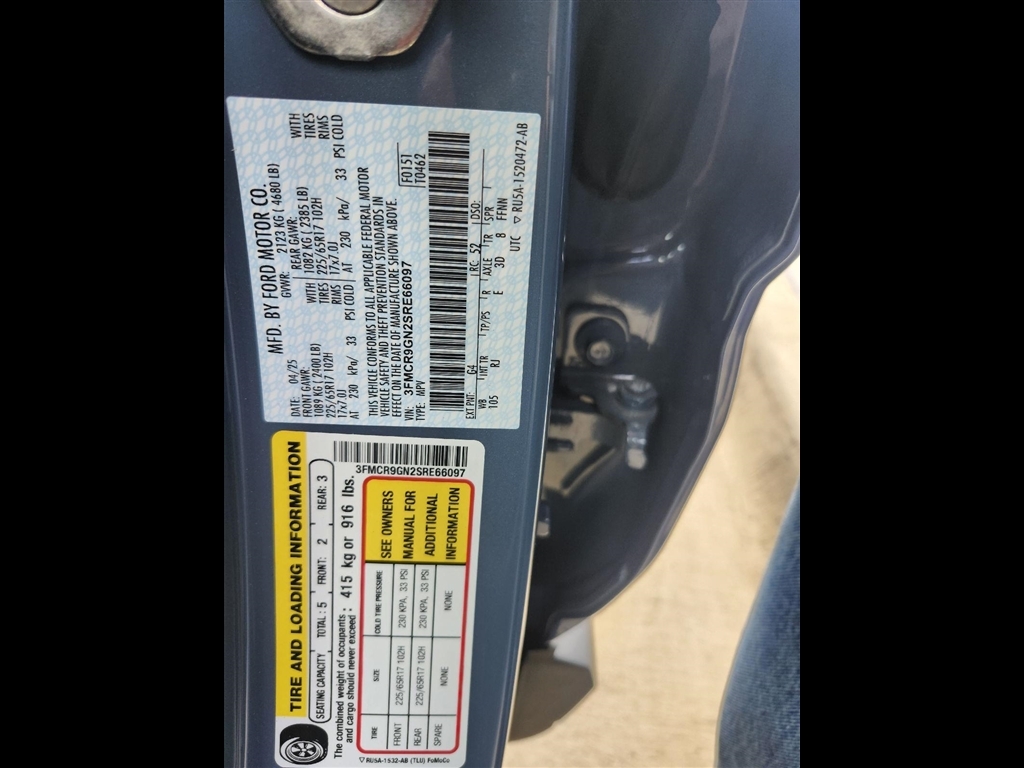 MFD. BY FORD MOTOR CO.
DATE: 04/25 GVWR: 2123 KG ( 4680 LB)
FRONT GAWR: REAR GAWR:
1089 KG ( 2400 LB) WITH 1082 KG ( 2385 LB) WITH
225/65R17 102H TIRES 225/65R17 102H TIRES
17x7.0J RIMS 17x7.0J RIMS
AT 230 kPa/ 33 PSI COLD AT 230 kPa/ 33 PSI COLD
THIS VEHICLE CONFORMS TO ALL APPLICABLE FEDERAL MOTOR
VEHICLE SAFETY AND THEFT PREVENTION STANDARDS IN
EFFECT ON THE DATE OF MANUFACTURE SHOWN ABOVE.
VIN: 3FMCR9GN2SRE66097 F0151
TYPE: MPV T0462
EXT PNT: G4 RC: 52 DSO:
WB INT TR TP/PS R AXLE TR SPR
105 RJ E 3D 8 FFNN
UTC ▽ RU5A-1520472-AB
TIRE AND LOADING INFORMATION
SEATING CAPACITY TOTAL: 5 FRONT: 2 REAR: 3
The combined weight of occupants
and cargo should never exceed: 415 kg or 916 lbs.
3FMCR9GN2SRE66097
TIRE SIZE COLD TIRE PRESSURE
FRONT 225/65R17 102H 230 KPA, 33 PSI
REAR 225/65R17 102H 230 KPA, 33 PSI
SPARE NONE NONE
SEE OWNERS
MANUAL FOR
ADDITIONAL
INFORMATION
▽ RU5A-1532-AB (TLU) FoMoCo